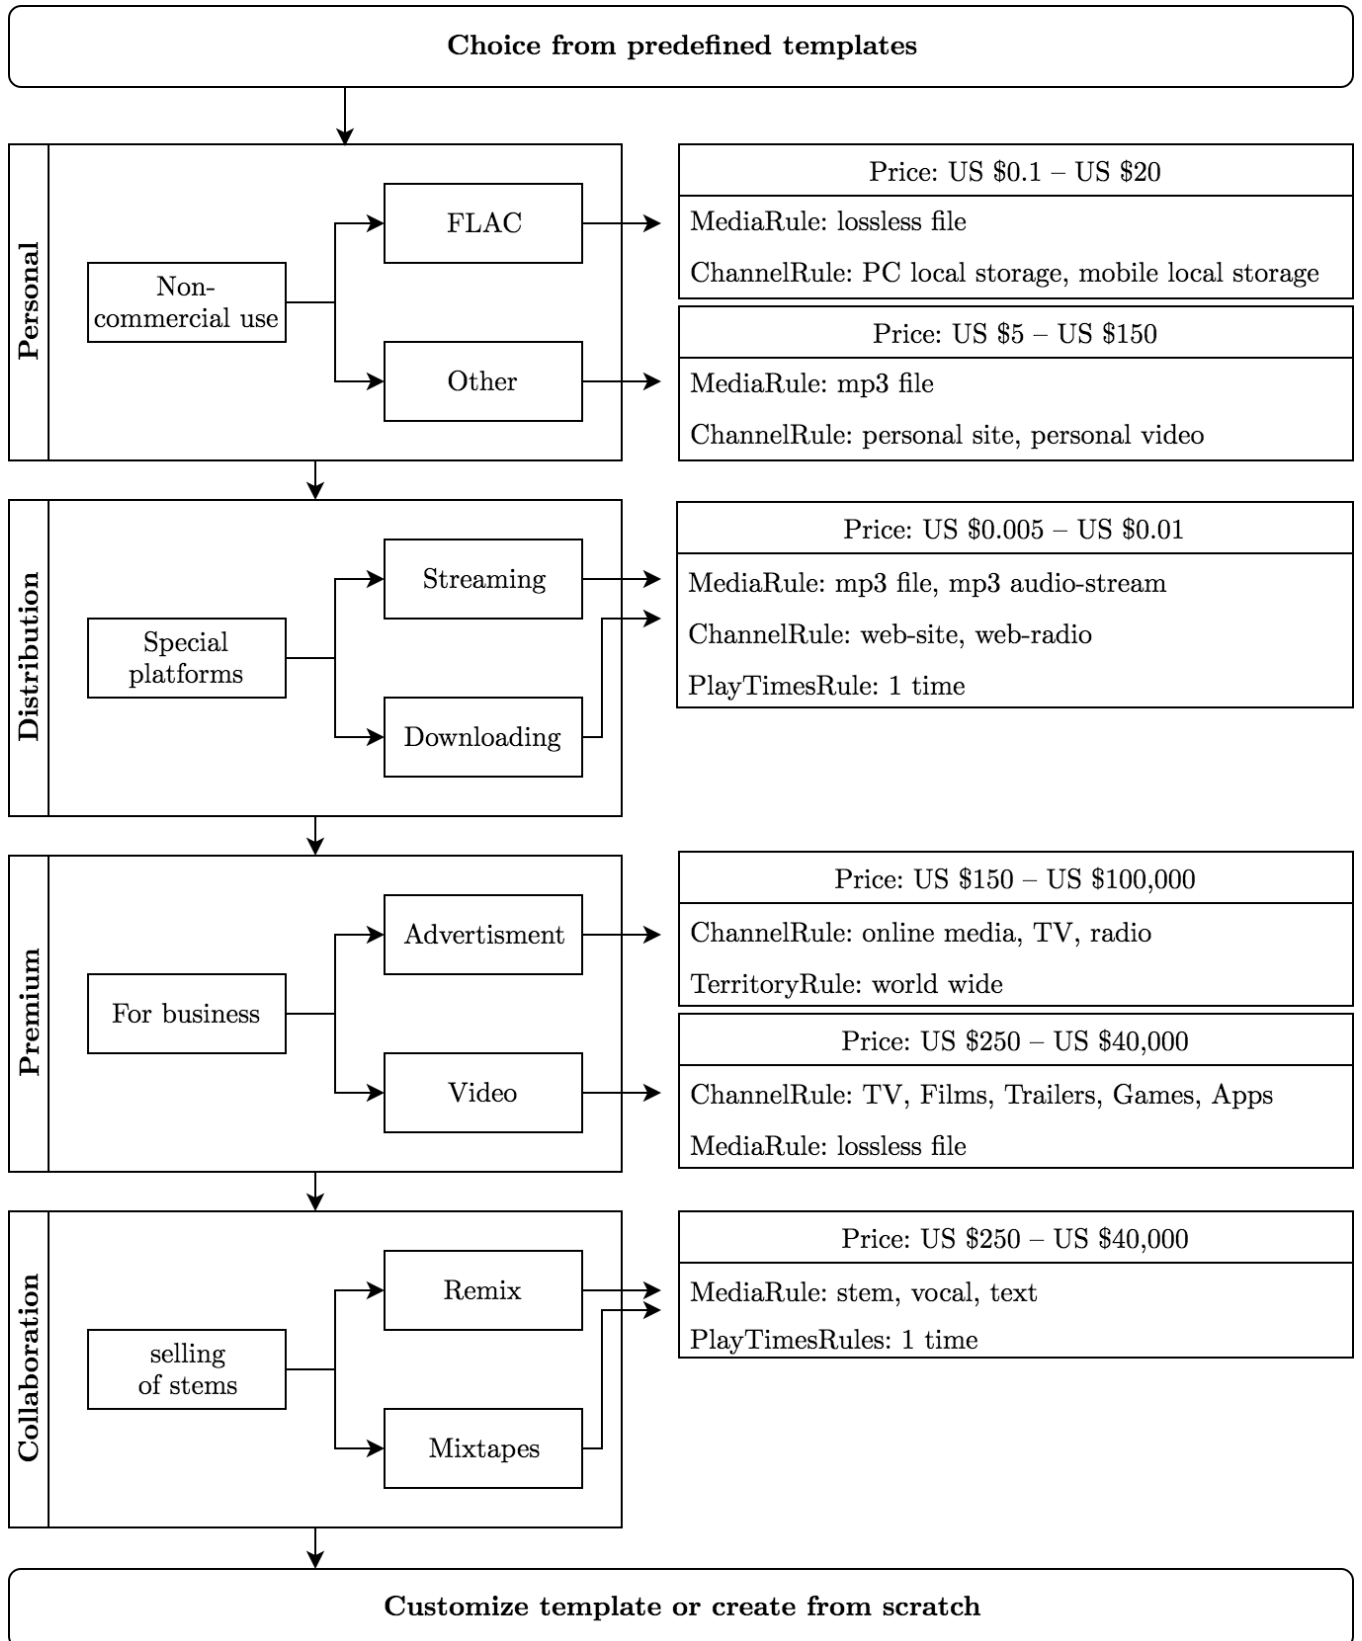 Choice from predefined templates
Personal
Non-
commercial use
FLAC
Other
Price: US $0.1 – US $20
MediaRule: lossless file
ChannelRule: PC local storage, mobile local storage
Price: US $5 – US $150
MediaRule: mp3 file
ChannelRule: personal site, personal video
Distribution
Special
platforms
Streaming
Downloading
Price: US $0.005 – US $0.01
MediaRule: mp3 file, mp3 audio-stream
ChannelRule: web-site, web-radio
PlayTimesRule: 1 time
Premium
For business
Advertisment
Video
Price: US $150 – US $100,000
ChannelRule: online media, TV, radio
TerritoryRule: world wide
Price: US $250 – US $40,000
ChannelRule: TV, Films, Trailers, Games, Apps
MediaRule: lossless file
Collaboration
selling
of stems
Remix
Mixtapes
Price: US $250 – US $40,000
MediaRule: stem, vocal, text
PlayTimesRules: 1 time
Customize template or create from scratch